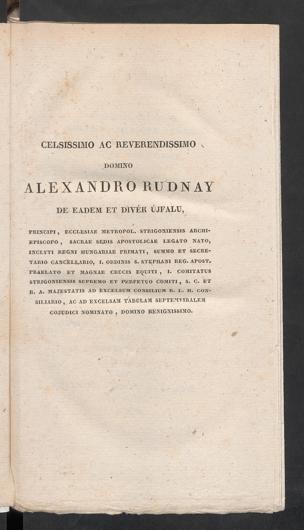 CELSISSIMO AC REVERENDISSIMO
DOMINO
ALEXANDRO RUDNAY
DE EADEM ET DIVÉK ÚJFALU,
PRINCIPI, ECCLESIAE METROPOL. STRIGONIENSIS ARCHI-
EPISCOPO, SACRAE SEDIS APOSTOLICAE LEGATO NATO,
INCLYTI REGNI HUNGARIAE PRIMATI, SUMMO ET SECRE-
TARIO CANCELLARIO, I. ORDINIS S. STEPHANI REG. APOST.
PRAELATO ET MAGNAE CRUCIS EQUITI, I. COMITATUS
STRIGONIENSIS SUPREMO ET PERPETUO COMITI, S. C. ET
R. A. MAJESTATIS AD EXCELSUM CONSILIUM R. L. H. CON-
SILIARIO, AC AD EXCELSAM TABULAM SEPTEMVIRALEM
COJUDICI NOMINATO, DOMINO BENIGNISSIMO.